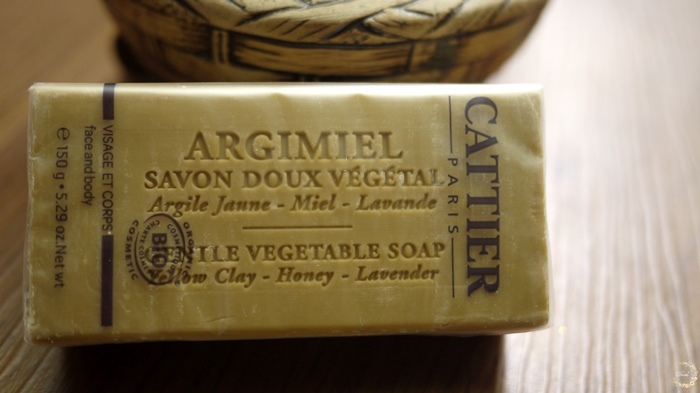 ARGIMIEL
SAVON DOUX VÉGÉTAL
Argile Jaune - Miel - Lavande
VEGETABLE SOAP
Yellow Clay - Honey - Lavender
CATTIER
PARIS
VISAGE ET CORPS
face and body
℮ 150 g • 5.29 oz.Net wt
BIO
COSMETIC